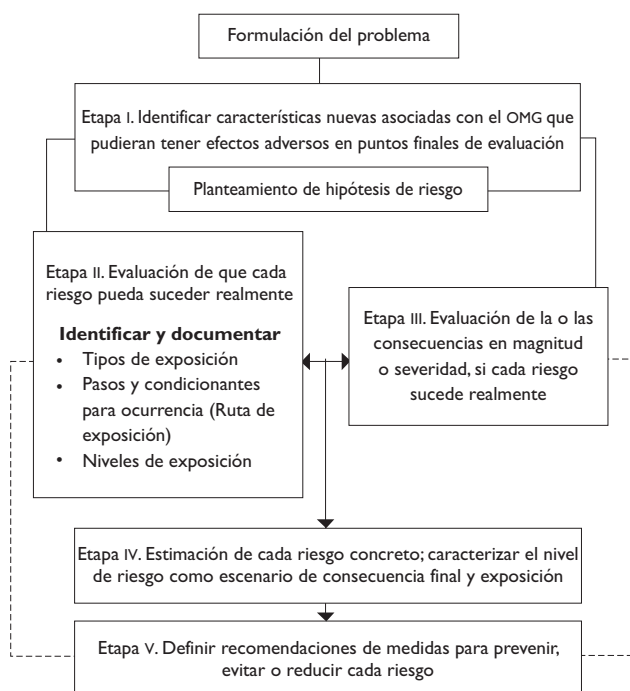 Formulación del problema
Etapa I. Identificar características nuevas asociadas con el OMG que
pudieran tener efectos adversos en puntos finales de evaluación
Planteamiento de hipótesis de riesgo
Etapa II. Evaluación de que cada
riesgo pueda suceder realmente
Identificar y documentar
• Tipos de exposición
• Pasos y condicionantes
para ocurrencia (Ruta de
exposición)
• Niveles de exposición
Etapa III. Evaluación de la o las
consecuencias en magnitud
o severidad, si cada riesgo
sucede realmente
Etapa IV. Estimación de cada riesgo concreto; caracterizar el nivel
de riesgo como escenario de consecuencia final y exposición
Etapa V. Definir recomendaciones de medidas para prevenir,
evitar o reducir cada riesgo